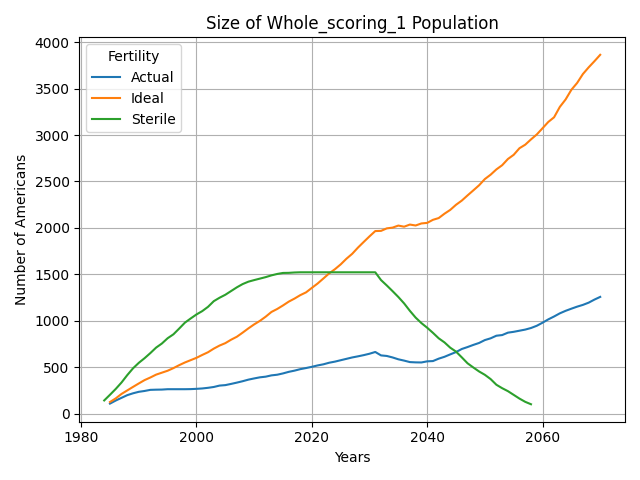 Size of Whole_scoring_1 Population
Number of Americans
4000
3500
3000
2500
2000
1500
1000
500
0
Fertility
Actual
Ideal
Sterile
1980 2000 2020 2040 2060
Years